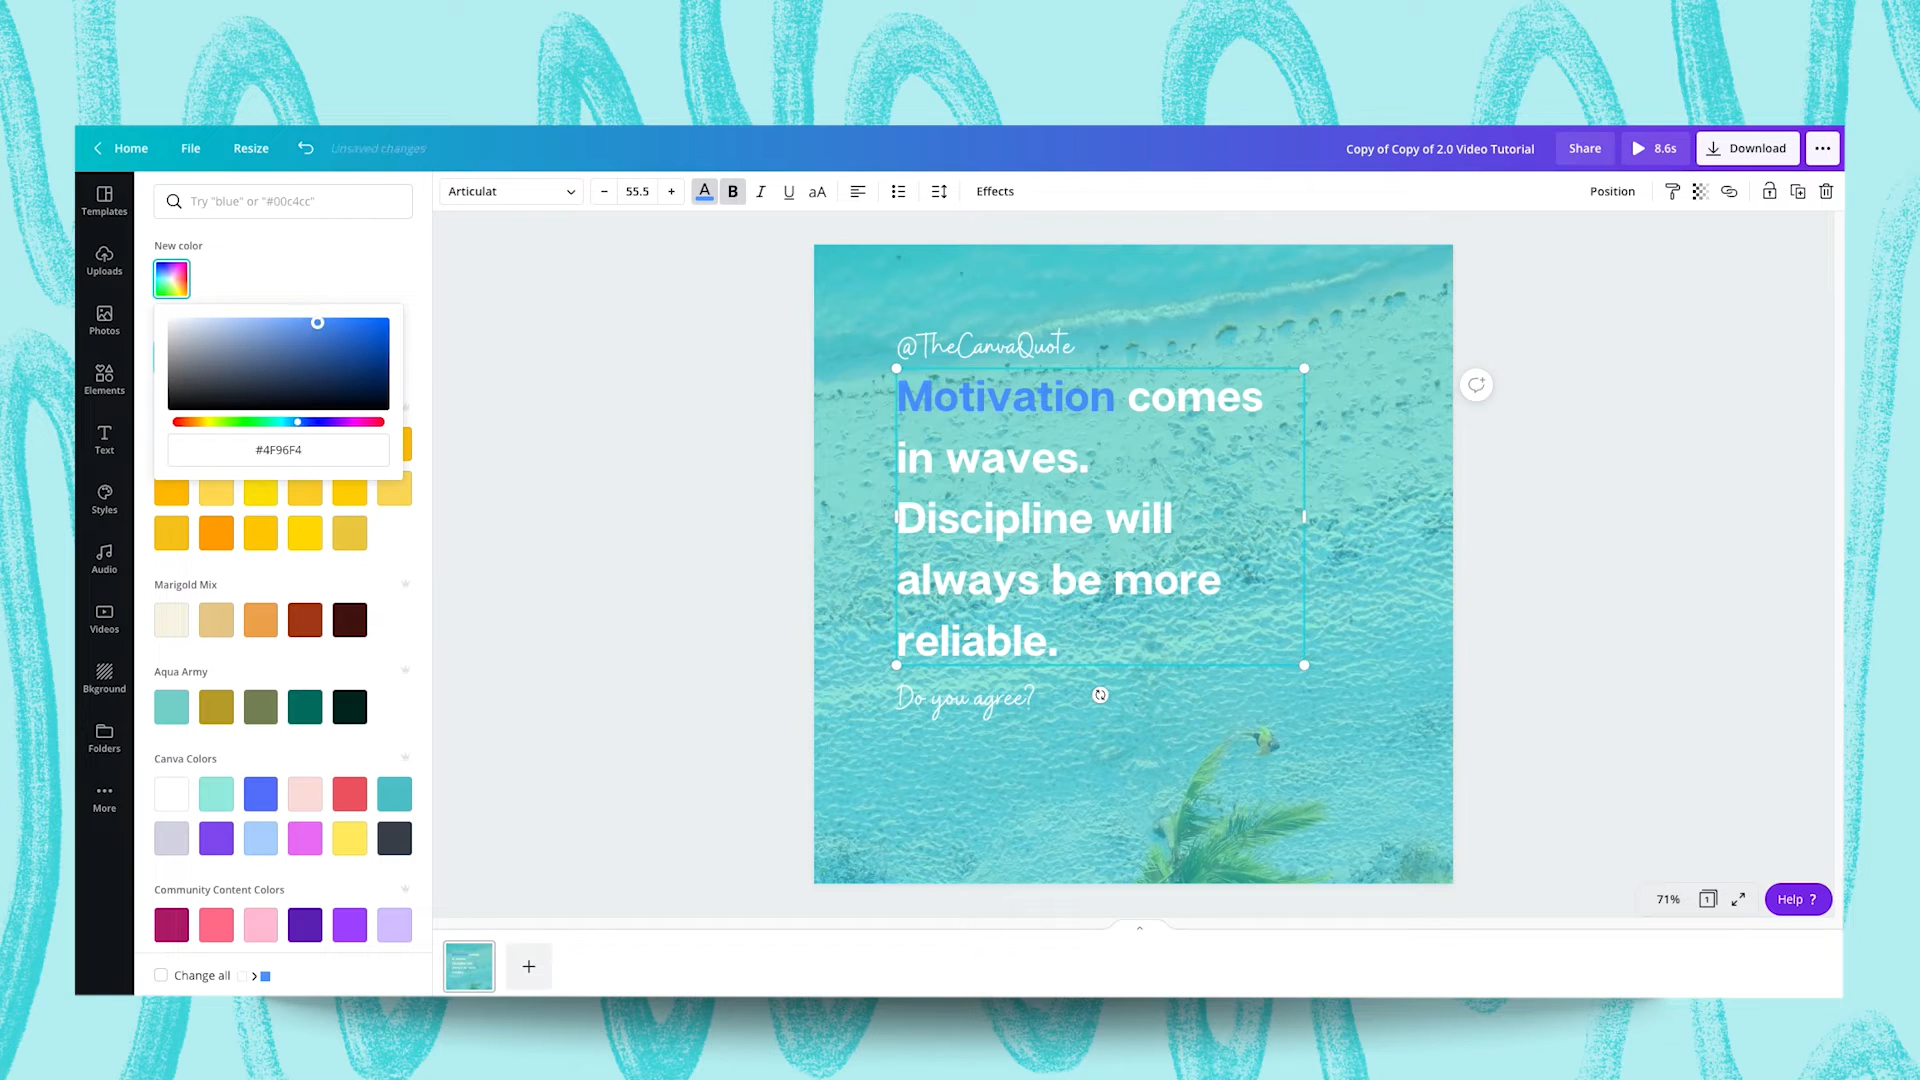 Home File Resize Unsaved changes Copy of Copy of 2.0 Video Tutorial Share 8.6s Download
Templates
Uploads
Photos
Elements
Text
Styles
Audio
Videos
Bkground
Folders
More
Try "blue" or "#00c4cc"
New color
#4F96F4
Marigold Mix
Aqua Army
Canva Colors
Community Content Colors
Change all
Articulat – 55.5 + A B I U aA Effects Position
@TheCanvaQuote
Motivation comes
in waves.
Discipline will
always be more
reliable.
Do you agree?
71% 1 Help ?
+